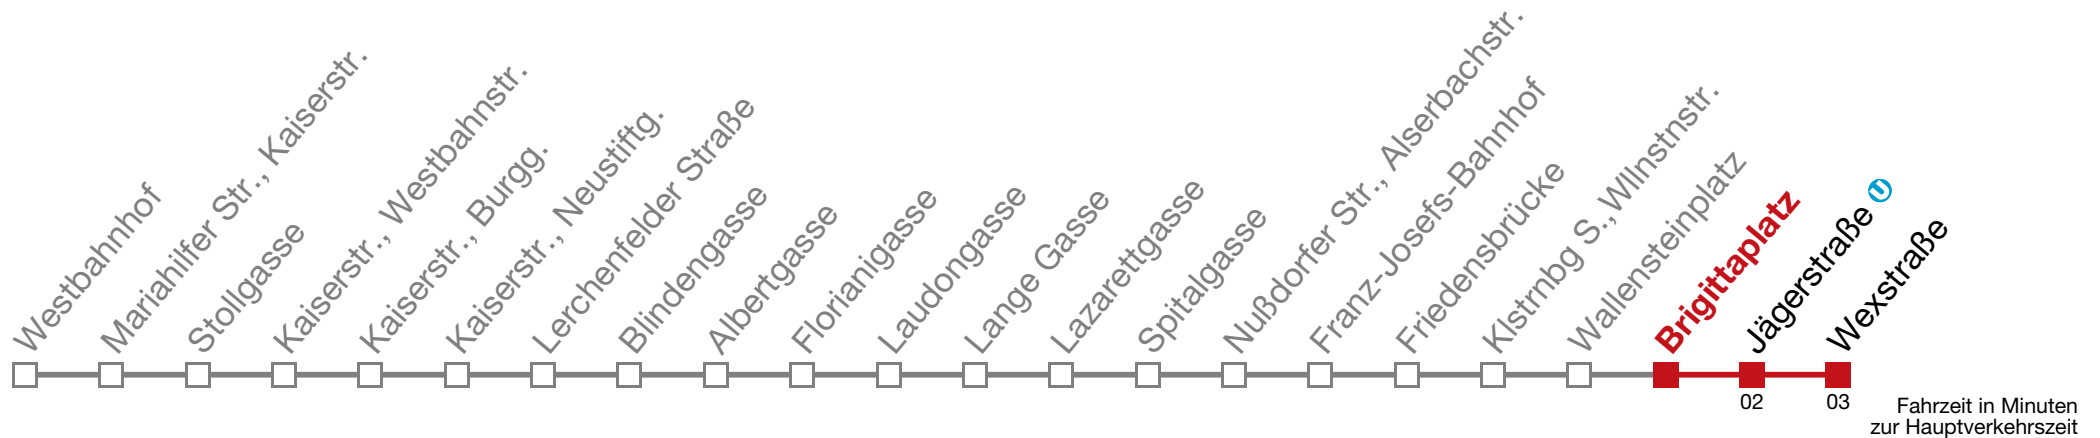 Westbahnhof
Mariahilfer Str., Kaiserstr.
Stollgasse
Kaiserstr., Westbahnstr.
Kaiserstr., Burgg.
Kaiserstr., Neustiftg.
Lerchenfelder Straße
Blindengasse
Albertgasse
Florianigasse
Laudongasse
Lange Gasse
Lazarettgasse
Spitalgasse
Nußdorfer Str., Alserbachstr.
Franz-Josefs-Bahnhof
Friedensbrücke
Klstrnbg S., Wllnstnstr.
Wallensteinplatz
Brigittaplatz
Jägerstraße U
Wexstraße
02
03
Fahrzeit in Minuten
zur Hauptverkehrszeit